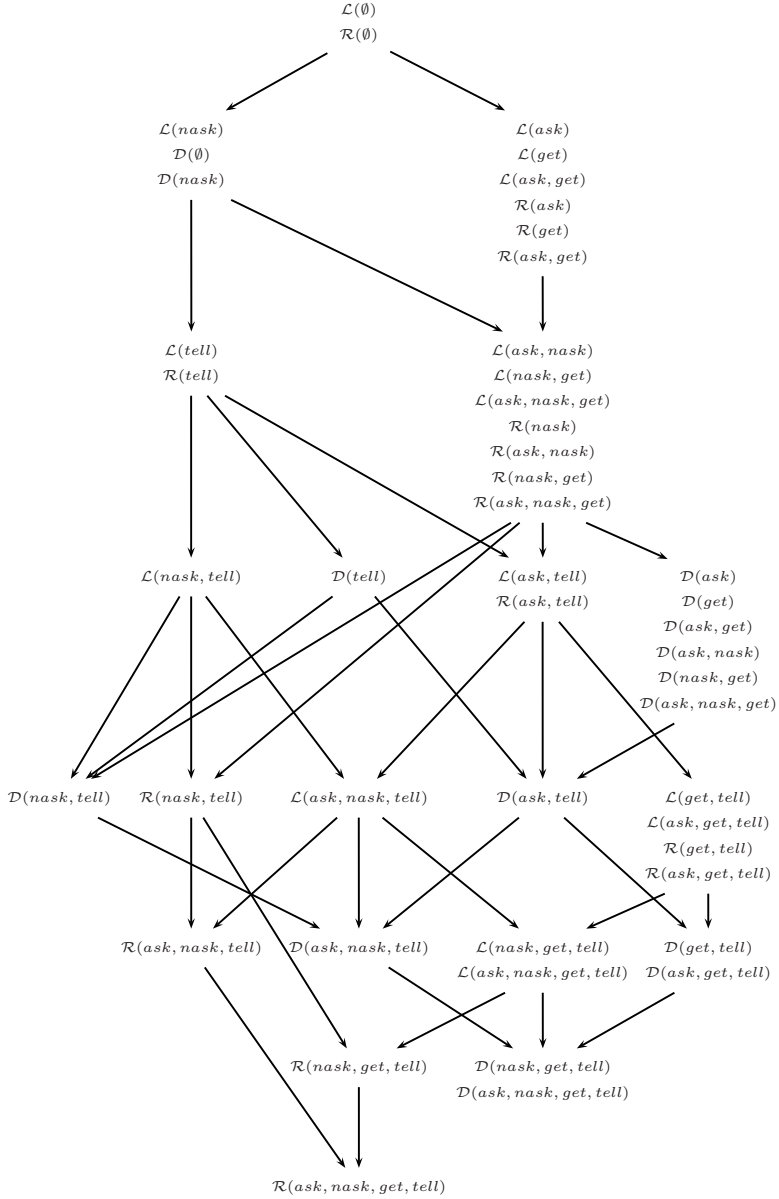 ℒ(∅)
ℛ(∅)
ℒ(nask)
𝒟(∅)
𝒟(nask)
ℒ(ask)
ℒ(get)
ℒ(ask, get)
ℛ(ask)
ℛ(get)
ℛ(ask, get)
ℒ(tell)
ℛ(tell)
ℒ(ask, nask)
ℒ(nask, get)
ℒ(ask, nask, get)
ℛ(nask)
ℛ(ask, nask)
ℛ(nask, get)
ℛ(ask, nask, get)
ℒ(nask, tell)
𝒟(tell)
ℒ(ask, tell)
ℛ(ask, tell)
𝒟(ask)
𝒟(get)
𝒟(ask, get)
𝒟(ask, nask)
𝒟(nask, get)
𝒟(ask, nask, get)
𝒟(nask, tell)
ℛ(nask, tell)
ℒ(ask, nask, tell)
𝒟(ask, tell)
ℒ(get, tell)
ℒ(ask, get, tell)
ℛ(get, tell)
ℛ(ask, get, tell)
ℛ(ask, nask, tell)
𝒟(ask, nask, tell)
ℒ(nask, get, tell)
ℒ(ask, nask, get, tell)
𝒟(get, tell)
𝒟(ask, get, tell)
ℛ(nask, get, tell)
𝒟(nask, get, tell)
𝒟(ask, nask, get, tell)
ℛ(ask, nask, get, tell)